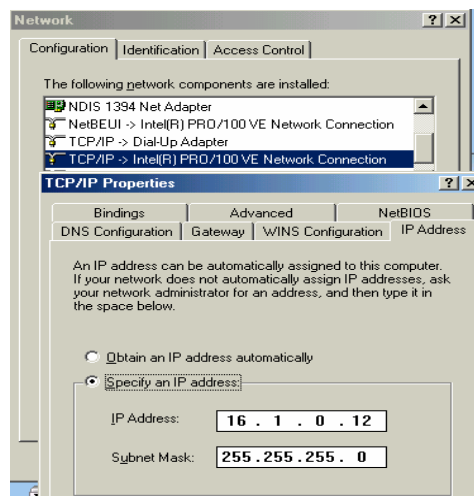 Network
Configuration Identification Access Control
The following network components are installed:
NDIS 1394 Net Adapter
NetBEUI -> Intel(R) PRO/100 VE Network Connection
TCP/IP -> Dial-Up Adapter
TCP/IP -> Intel(R) PRO/100 VE Network Connection
TCP/IP Properties
Bindings Advanced NetBIOS
DNS Configuration Gateway WINS Configuration IP Address
An IP address can be automatically assigned to this computer.
If your network does not automatically assign IP addresses, ask
your network administrator for an address, and then type it in
the space below.
Obtain an IP address automatically
Specify an IP address:
IP Address: 16 . 1 . 0 . 12
Subnet Mask: 255.255.255. 0